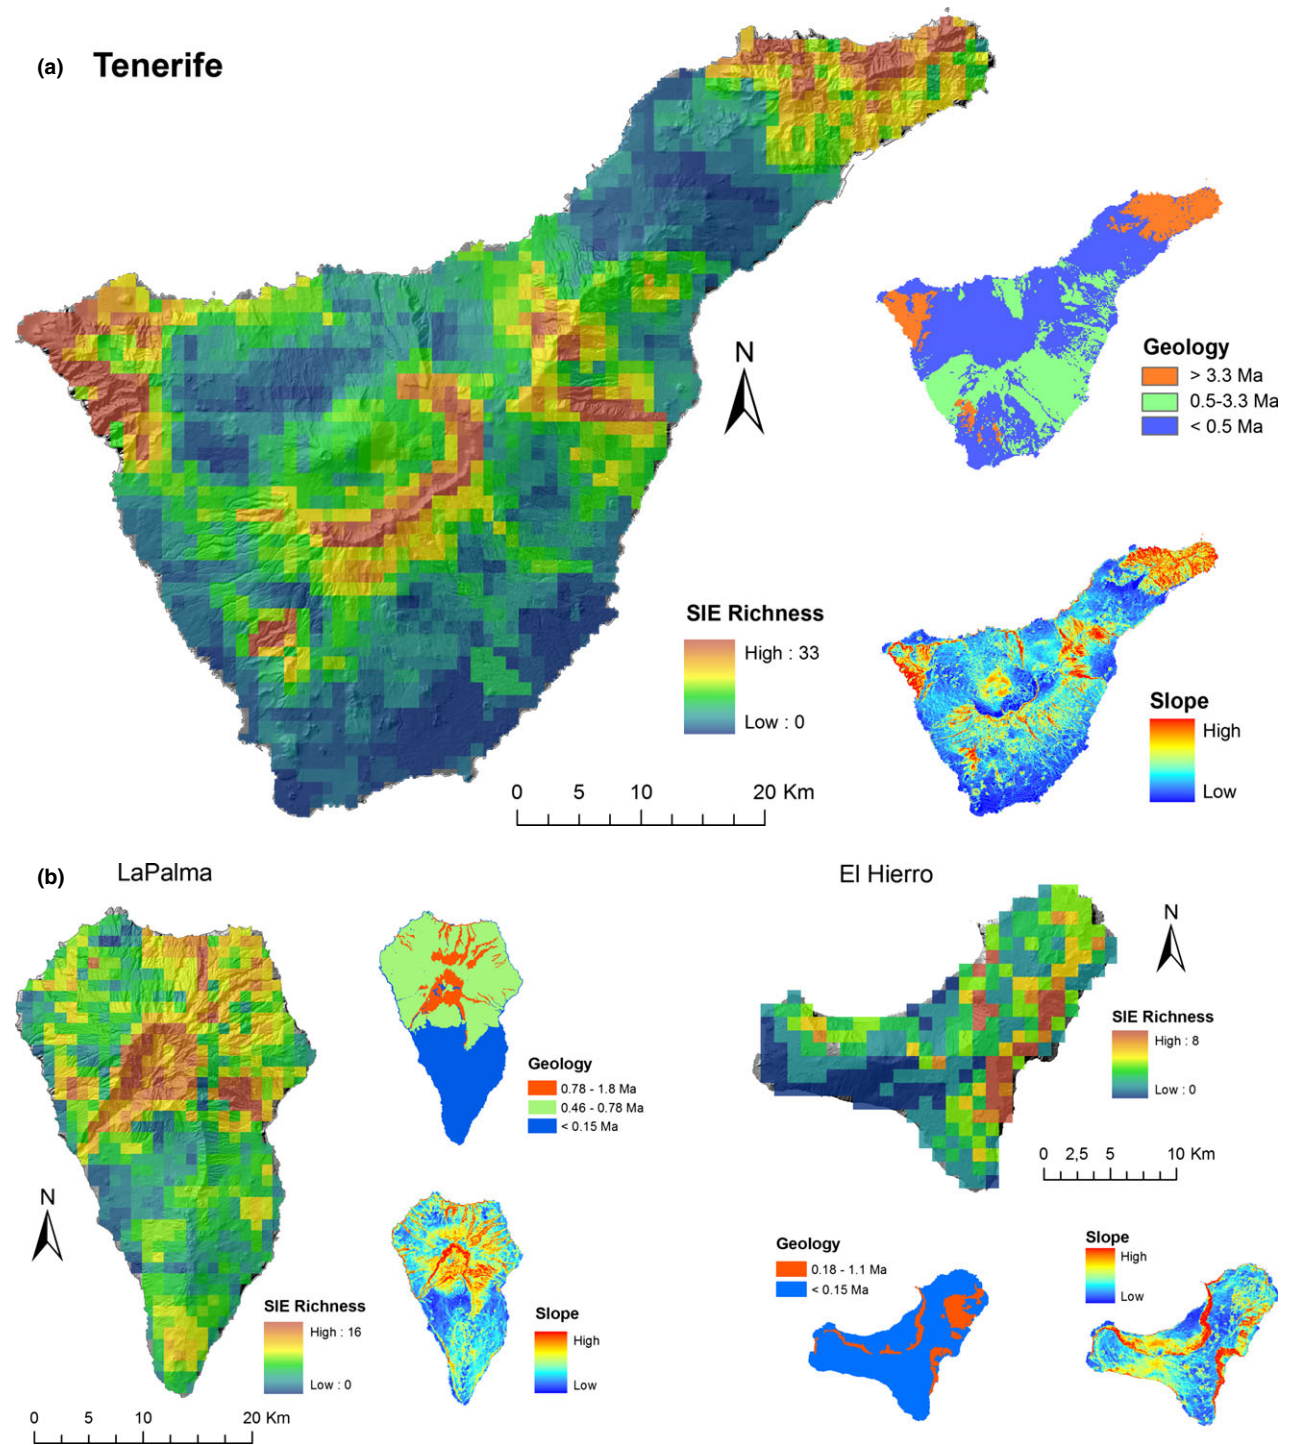 (a) Tenerife
N
Geology
> 3.3 Ma
0.5-3.3 Ma
< 0.5 Ma
SIE Richness
High : 33
Low : 0
0 5 10 20 Km
Slope
High
Low
(b) LaPalma
Geology
0.78 - 1.8 Ma
0.46 - 0.78 Ma
< 0.15 Ma
N
SIE Richness
High : 16
Low : 0
0 5 10 20 Km
Slope
High
Low
El Hierro
N
SIE Richness
High : 8
Low : 0
0 2,5 5 10 Km
Geology
0.18 - 1.1 Ma
< 0.15 Ma
Slope
High
Low